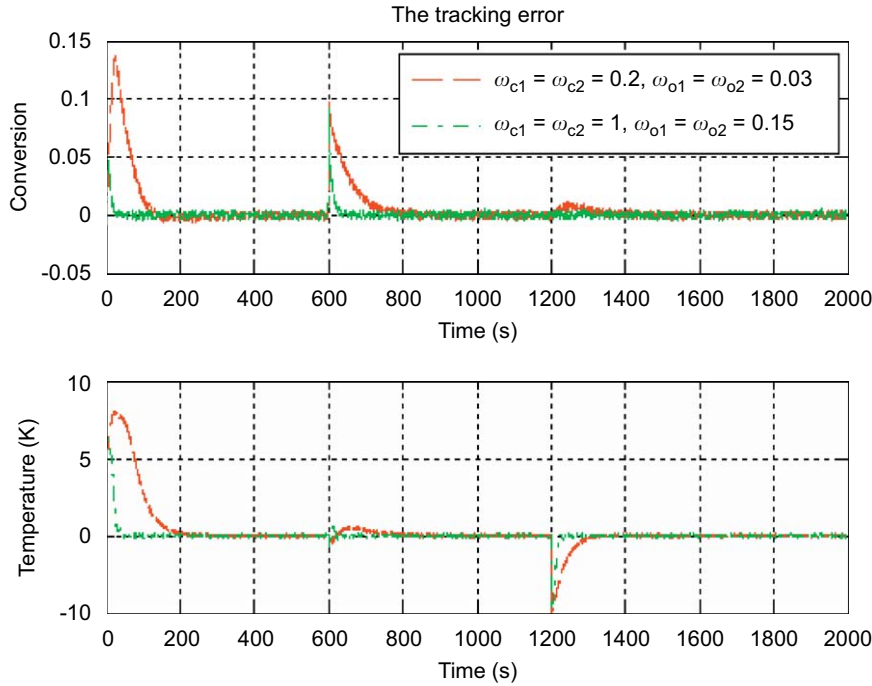 The tracking error
0.15
0.1
0.05
0
-0.05
Conversion
ωc1 = ωc2 = 0.2, ωo1 = ωo2 = 0.03
ωc1 = ωc2 = 1, ωo1 = ωo2 = 0.15
0 200 400 600 800 1000 1200 1400 1600 1800 2000
Time (s)
10
5
0
-10
Temperature (K)
0 200 400 600 800 1000 1200 1400 1600 1800 2000
Time (s)